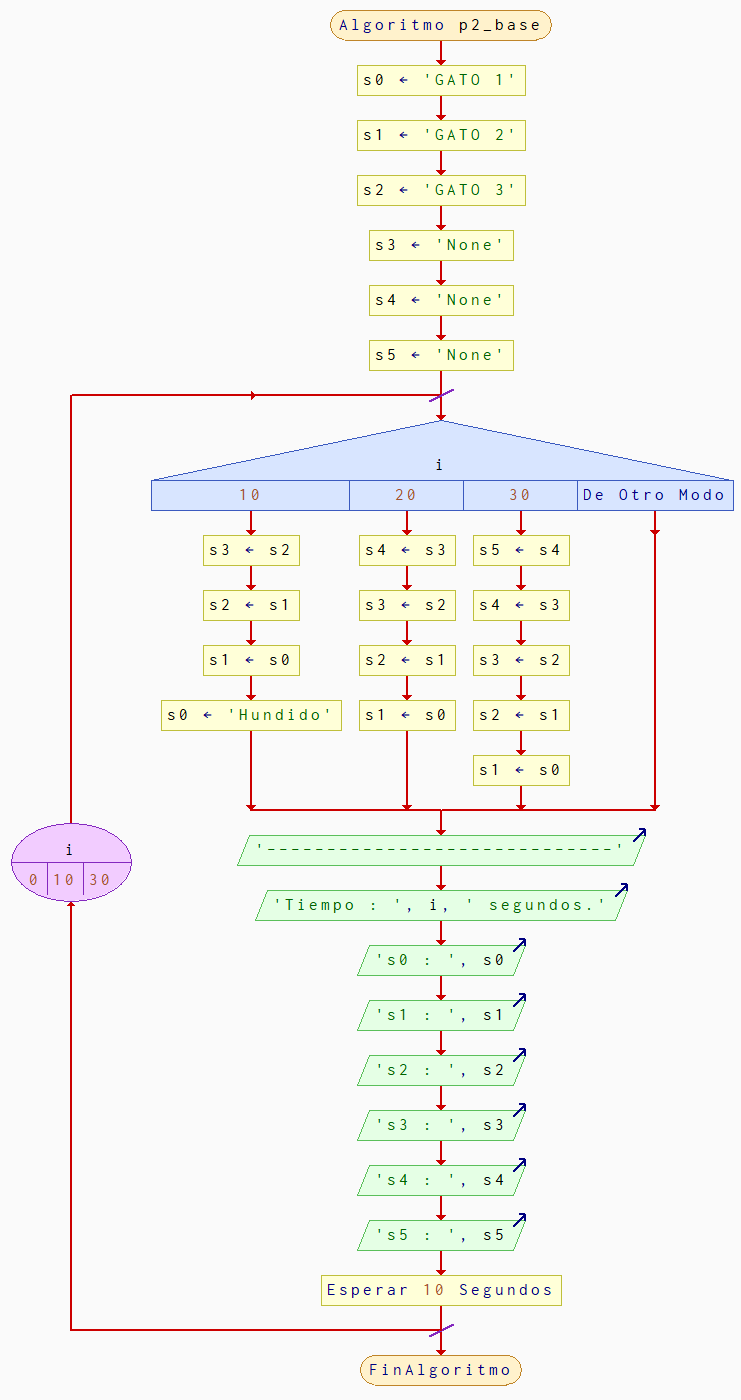 Algoritmo p2_base
s0 ← 'GATO 1'
s1 ← 'GATO 2'
s2 ← 'GATO 3'
s3 ← 'None'
s4 ← 'None'
s5 ← 'None'
i
10 20 30 De Otro Modo
s3 ← s2 s4 ← s3 s5 ← s4
s2 ← s1 s3 ← s2 s4 ← s3
s1 ← s0 s2 ← s1 s3 ← s2
s0 ← 'Hundido' s1 ← s0 s2 ← s1
s1 ← s0
i
0 10 30
'-----------------------------'
'Tiempo : ', i, ' segundos.'
's0 : ', s0
's1 : ', s1
's2 : ', s2
's3 : ', s3
's4 : ', s4
's5 : ', s5
Esperar 10 Segundos
FinAlgoritmo